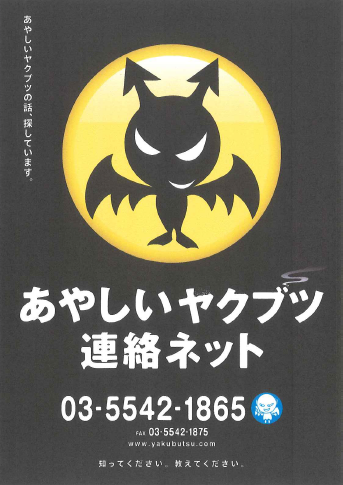 あやしいヤクブツの話、探しています。
あやしいヤクブツ
連絡ネット
03-5542-1865
FAX 03-5542-1875
www.yakubutsu.com
知ってください。教えてください。